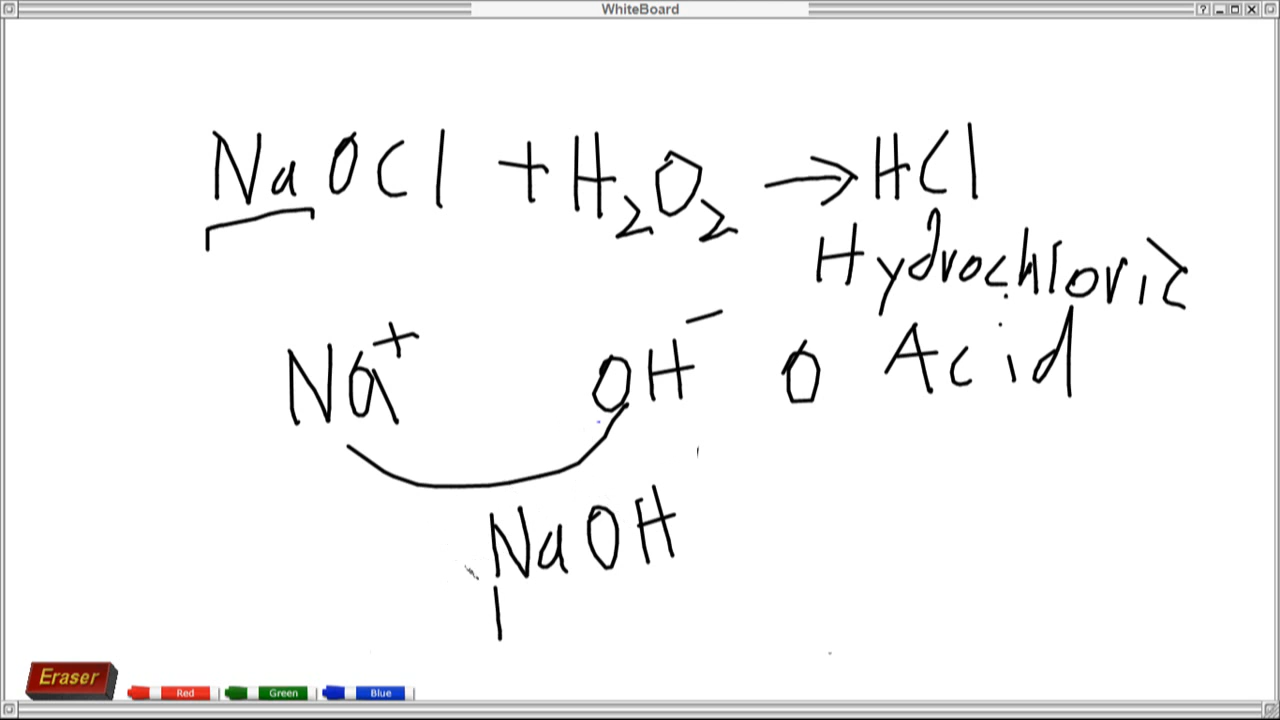 WhiteBoard
NaOCl + H2O2 → HCl
Hydrochloric
Na+ OH− O Acid
NaOH
Eraser Red Green Blue